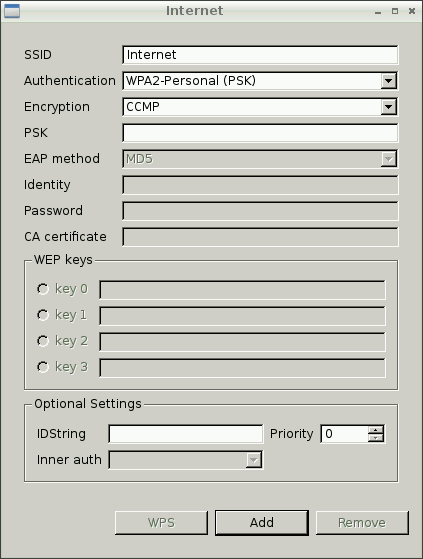 Internet
SSID Internet
Authentication WPA2-Personal (PSK)
Encryption CCMP
PSK
EAP method MD5
Identity
Password
CA certificate
WEP keys
key 0
key 1
key 2
key 3
Optional Settings
IDString Priority 0
Inner auth
WPS Add Remove